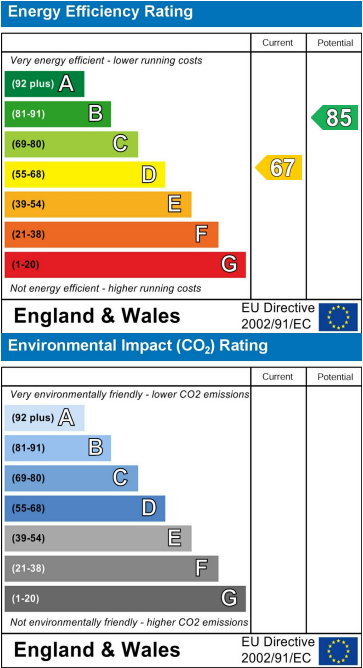 Energy Efficiency Rating
Current Potential
Very energy efficient - lower running costs
(92 plus) A
(81-91) B
85
(69-80) C
(55-68) D
67
(39-54) E
(21-38) F
(1-20) G
Not energy efficient - higher running costs
England & Wales
EU Directive
2002/91/EC
Environmental Impact (CO₂) Rating
Current Potential
Very environmentally friendly - lower CO2 emissions
(92 plus) A
(81-91) B
(69-80) C
(55-68) D
(39-54) E
(21-38) F
(1-20) G
Not environmentally friendly - higher CO2 emissions
England & Wales
EU Directive
2002/91/EC